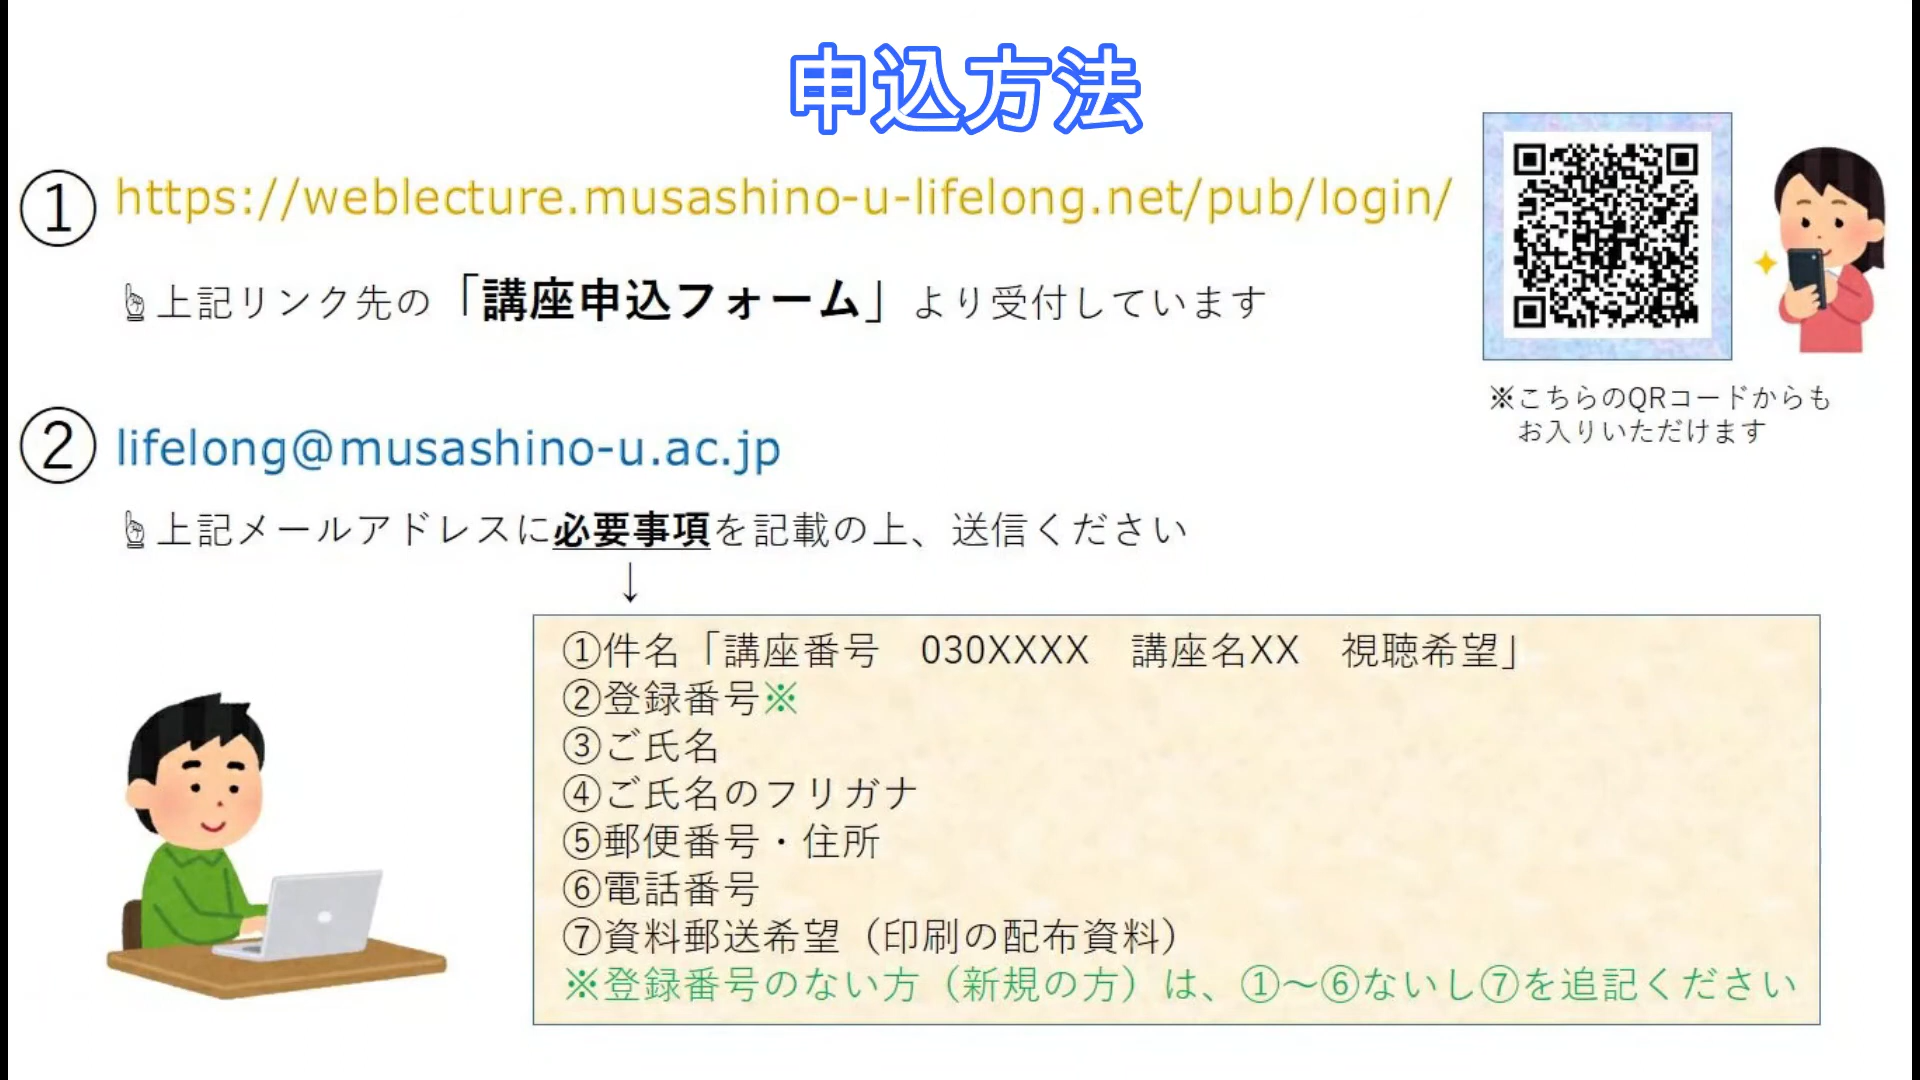 申込方法
① https://weblecture.musashino-u-lifelong.net/pub/login/
☝上記リンク先の「講座申込フォーム」より受付しています
※こちらのQRコードからも
お入りいただけます
② lifelong@musashino-u.ac.jp
☝上記メールアドレスに必要事項を記載の上、送信ください
↓
①件名「講座番号　030XXXX　講座名XX　視聴希望」
②登録番号※
③ご氏名
④ご氏名のフリガナ
⑤郵便番号・住所
⑥電話番号
⑦資料郵送希望（印刷の配布資料）
※登録番号のない方（新規の方）は、①～⑥ないし⑦を追記ください